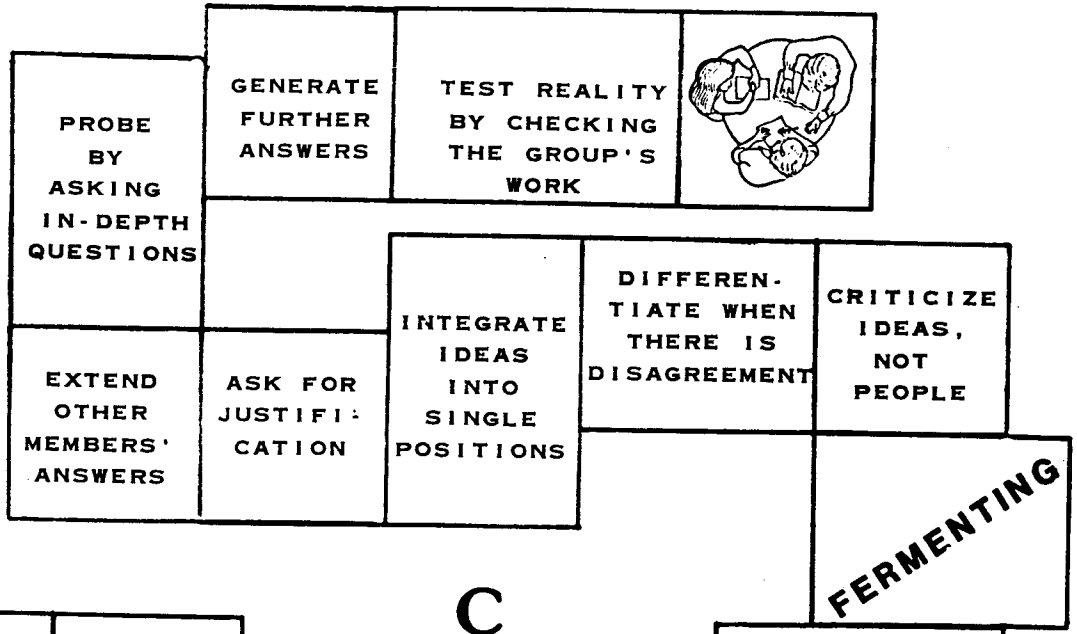 PROBE
BY
ASKING
IN-DEPTH
QUESTIONS
GENERATE
FURTHER
ANSWERS
TEST REALITY
BY CHECKING
THE GROUP'S
WORK
EXTEND
OTHER
MEMBERS'
ANSWERS
ASK FOR
JUSTIFI-
CATION
INTEGRATE
IDEAS
INTO
SINGLE
POSITIONS
DIFFEREN-
TIATE WHEN
THERE IS
DISAGREEMENT
CRITICIZE
IDEAS,
NOT
PEOPLE
FERMENTING
C